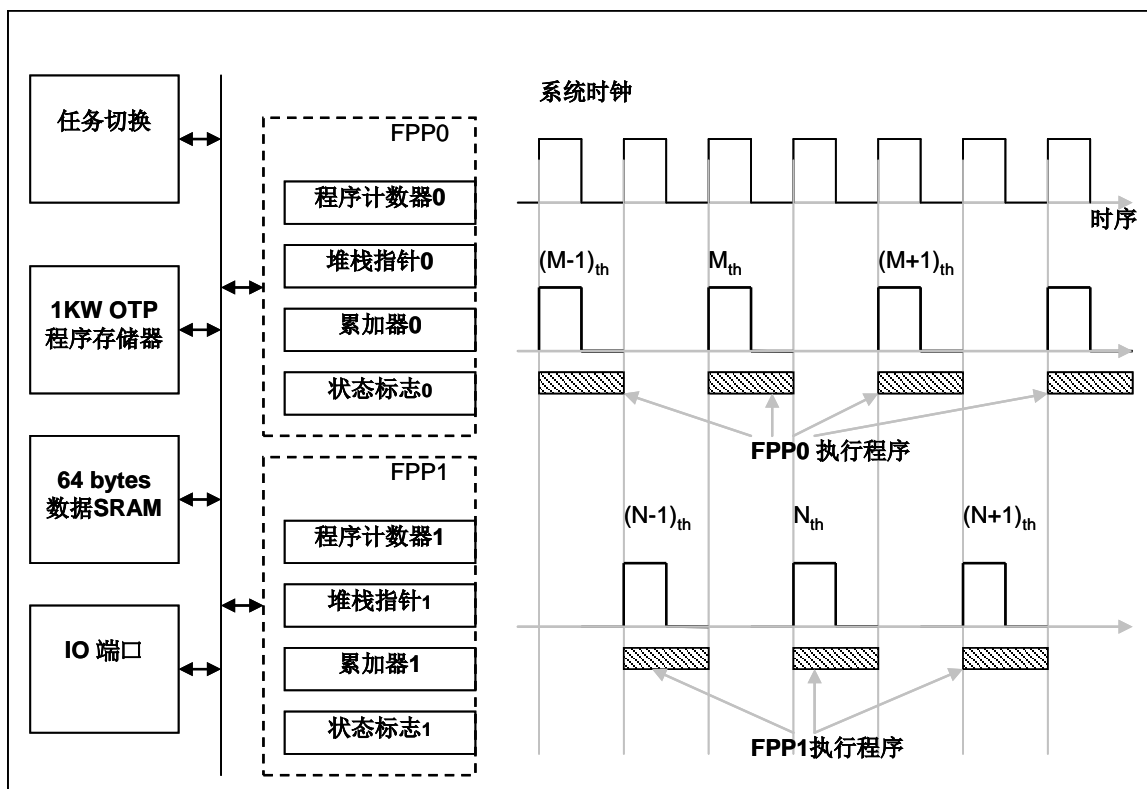 任务切换
1KW OTP
程序存储器
64 bytes
数据SRAM
IO 端口
FPP0
程序计数器0
堆栈指针0
累加器0
状态标志0
FPP1
程序计数器1
堆栈指针1
累加器1
状态标志1
系统时钟
时序
(M-1)th
Mth
(M+1)th
FPP0 执行程序
(N-1)th
Nth
(N+1)th
FPP1执行程序